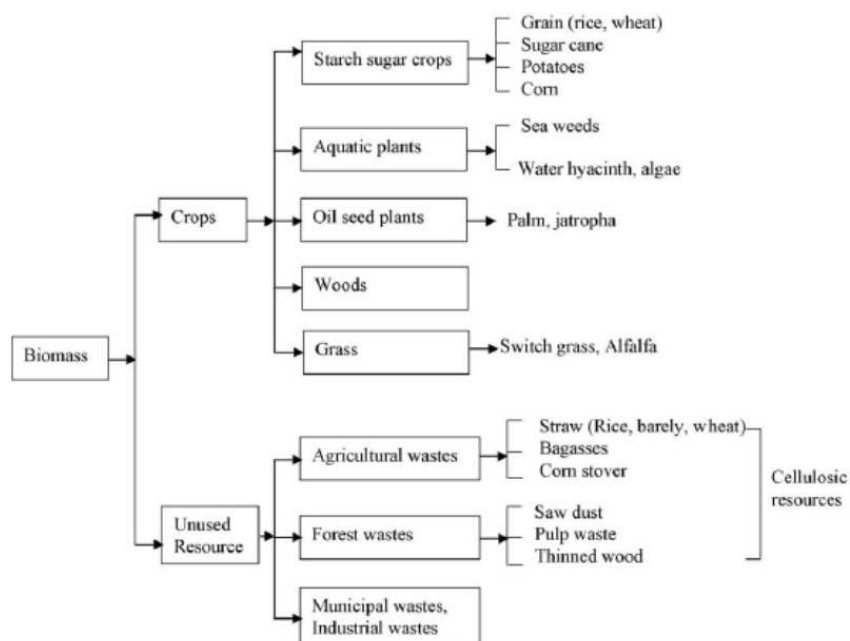 Grain (rice, wheat)
Starch sugar crops
Sugar cane
Potatoes
Corn
Sea weeds
Aquatic plants
Water hyacinth, algae
Crops
Oil seed plants
Palm, jatropha
Woods
Biomass
Grass
Switch grass, Alfalfa
Agricultural wastes
Straw (Rice, barely, wheat)
Bagasses
Corn stover
Cellulosic
resources
Unused
Resource
Forest wastes
Saw dust
Pulp waste
Thinned wood
Municipal wastes,
Industrial wastes